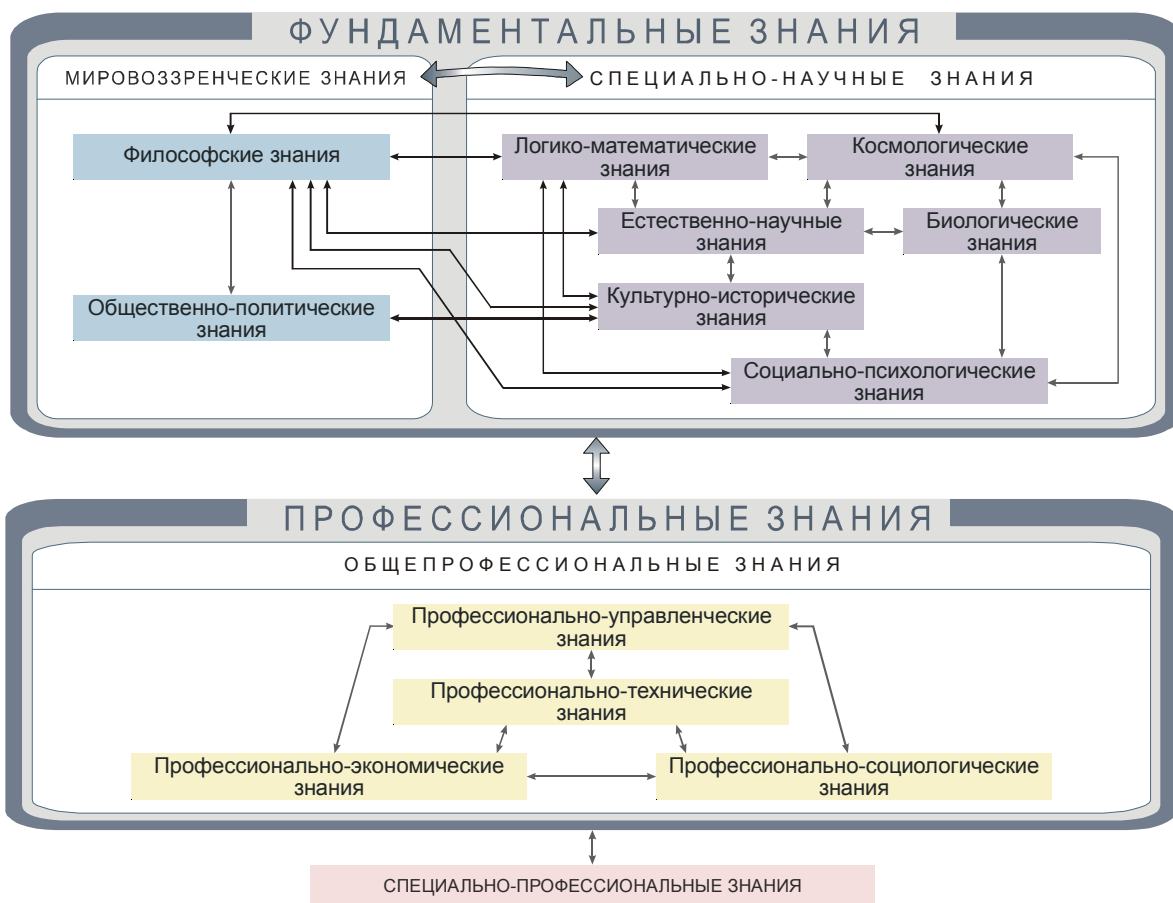 ФУНДАМЕНТАЛЬНЫЕ ЗНАНИЯ
МИРОВОЗЗРЕНЧЕСКИЕ ЗНАНИЯ
СПЕЦИАЛЬНО-НАУЧНЫЕ ЗНАНИЯ
Философские знания
Логико-математические
знания
Космологические
знания
Естественно-научные
знания
Биологические
знания
Общественно-политические
знания
Культурно-исторические
знания
Социально-психологические
знания
ПРОФЕССИОНАЛЬНЫЕ ЗНАНИЯ
ОБЩЕПРОФЕССИОНАЛЬНЫЕ ЗНАНИЯ
Профессионально-управленческие
знания
Профессионально-технические
знания
Профессионально-экономические
знания
Профессионально-социологические
знания
СПЕЦИАЛЬНО-ПРОФЕССИОНАЛЬНЫЕ ЗНАНИЯ